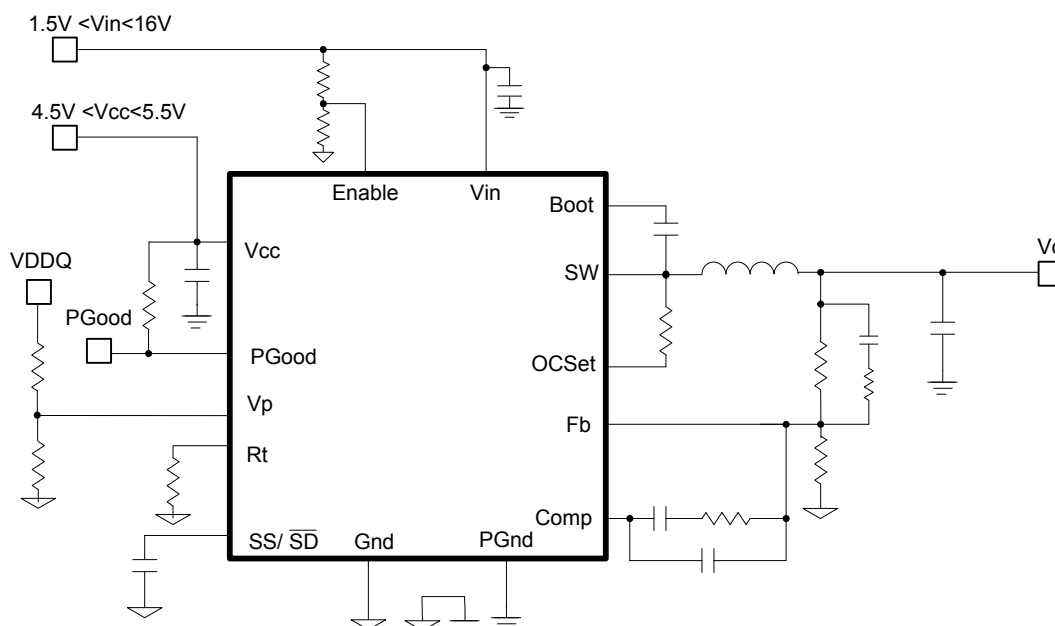 1.5V <Vin<16V
4.5V <Vcc<5.5V
Enable
Vin
Boot
Vcc
SW
VDDQ
PGood
PGood
OCSet
Vp
Fb
Rt
Comp
SS/ SD
Gnd
PGnd